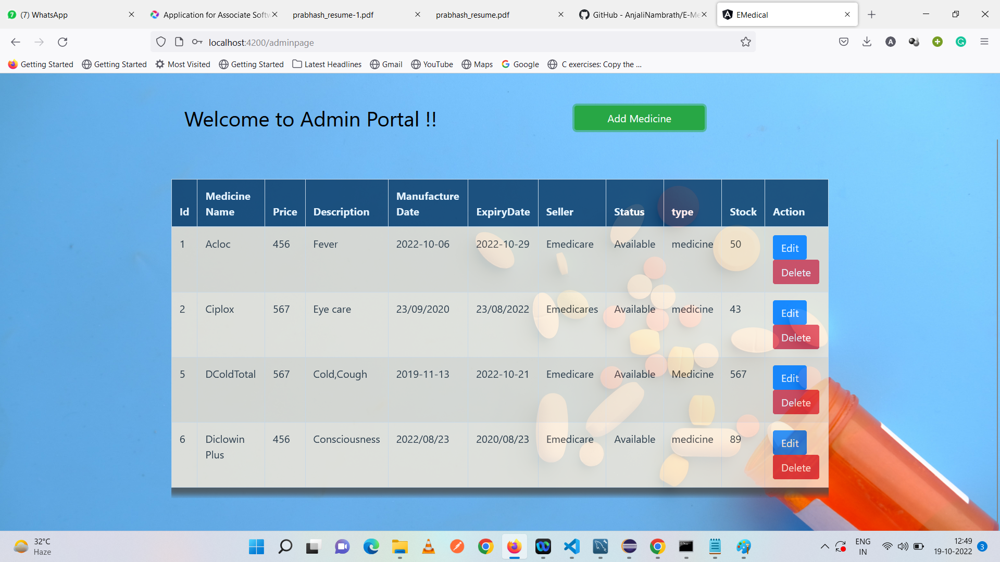 (7) WhatsApp
Application for Associate Softw
prabhash_resume-1.pdf
prabhash_resume.pdf
GitHub - AnjaliNambrath/E-Me
EMedical
localhost:4200/adminpage
Getting Started
Getting Started
Most Visited
Getting Started
Latest Headlines
Gmail
YouTube
Maps
Google
C exercises: Copy the ...
Welcome to Admin Portal !!
Add Medicine
Id Medicine Name Price Description Manufacture Date ExpiryDate Seller Status type Stock Action
1 Acloc 456 Fever 2022-10-06 2022-10-29 Emedicare Available medicine 50 Edit
Delete
2 Ciplox 567 Eye care 23/09/2020 23/08/2022 Emedicares Available medicine 43 Edit
Delete
5 DColdTotal 567 Cold,Cough 2019-11-13 2022-10-21 Emedicare Available Medicine 567 Edit
Delete
6 Diclowin Plus 456 Consciousness 2022/08/23 2020/08/23 Emedicare Available medicine 89 Edit
Delete
32°C
Haze
ENG
IN
12:49
19-10-2022
3